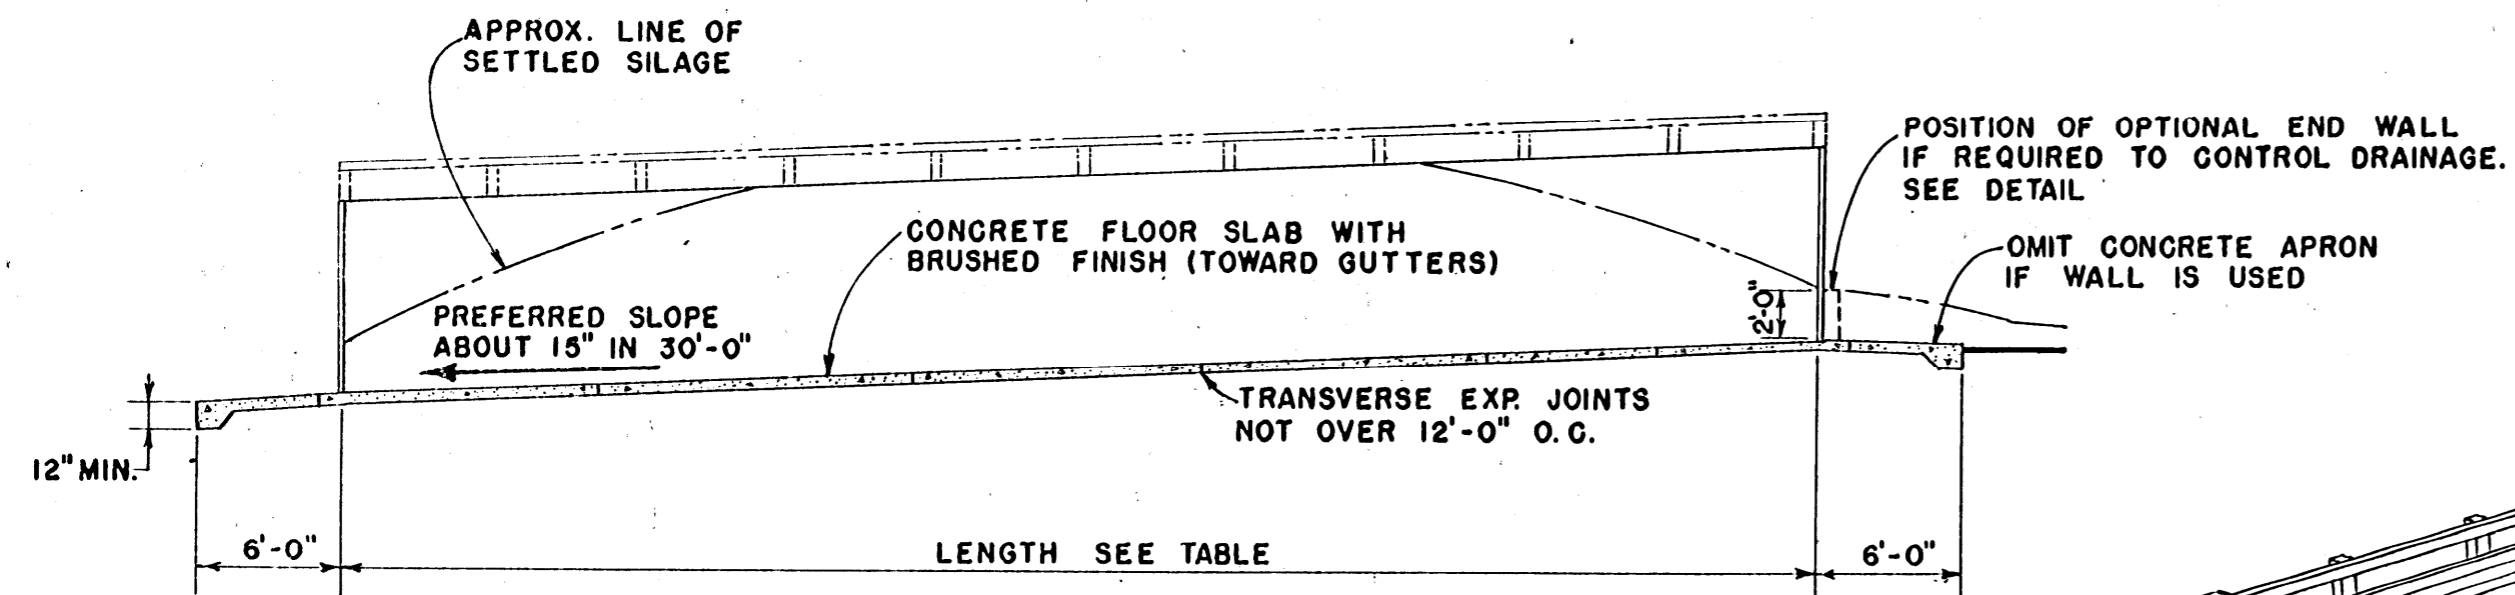 APPROX. LINE OF
SETTLED SILAGE
POSITION OF OPTIONAL END WALL
IF REQUIRED TO CONTROL DRAINAGE.
SEE DETAIL
CONCRETE FLOOR SLAB WITH
BRUSHED FINISH (TOWARD GUTTERS)
OMIT CONCRETE APRON
IF WALL IS USED
PREFERRED SLOPE
ABOUT 15" IN 30'-0"
2'-0"
TRANSVERSE EXP. JOINTS
NOT OVER 12'-0" O.C.
12" MIN.
6'-0"
LENGTH SEE TABLE
6'-0"